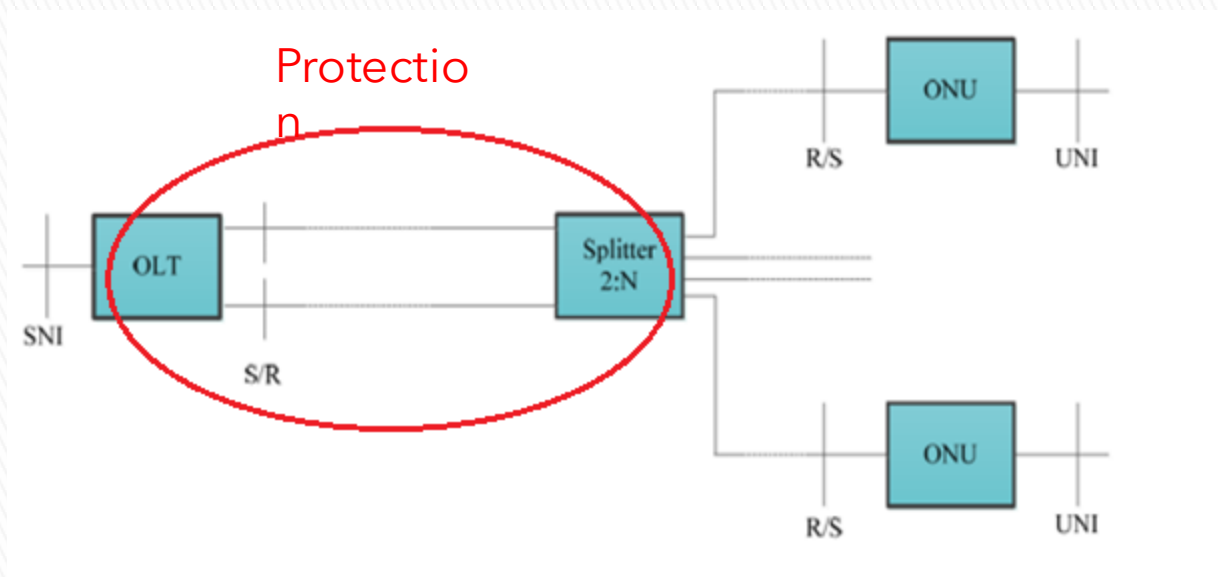 Protectio
n
ONU
R/S
UNI
OLT
Splitter
2:N
SNI
S/R
ONU
R/S
UNI